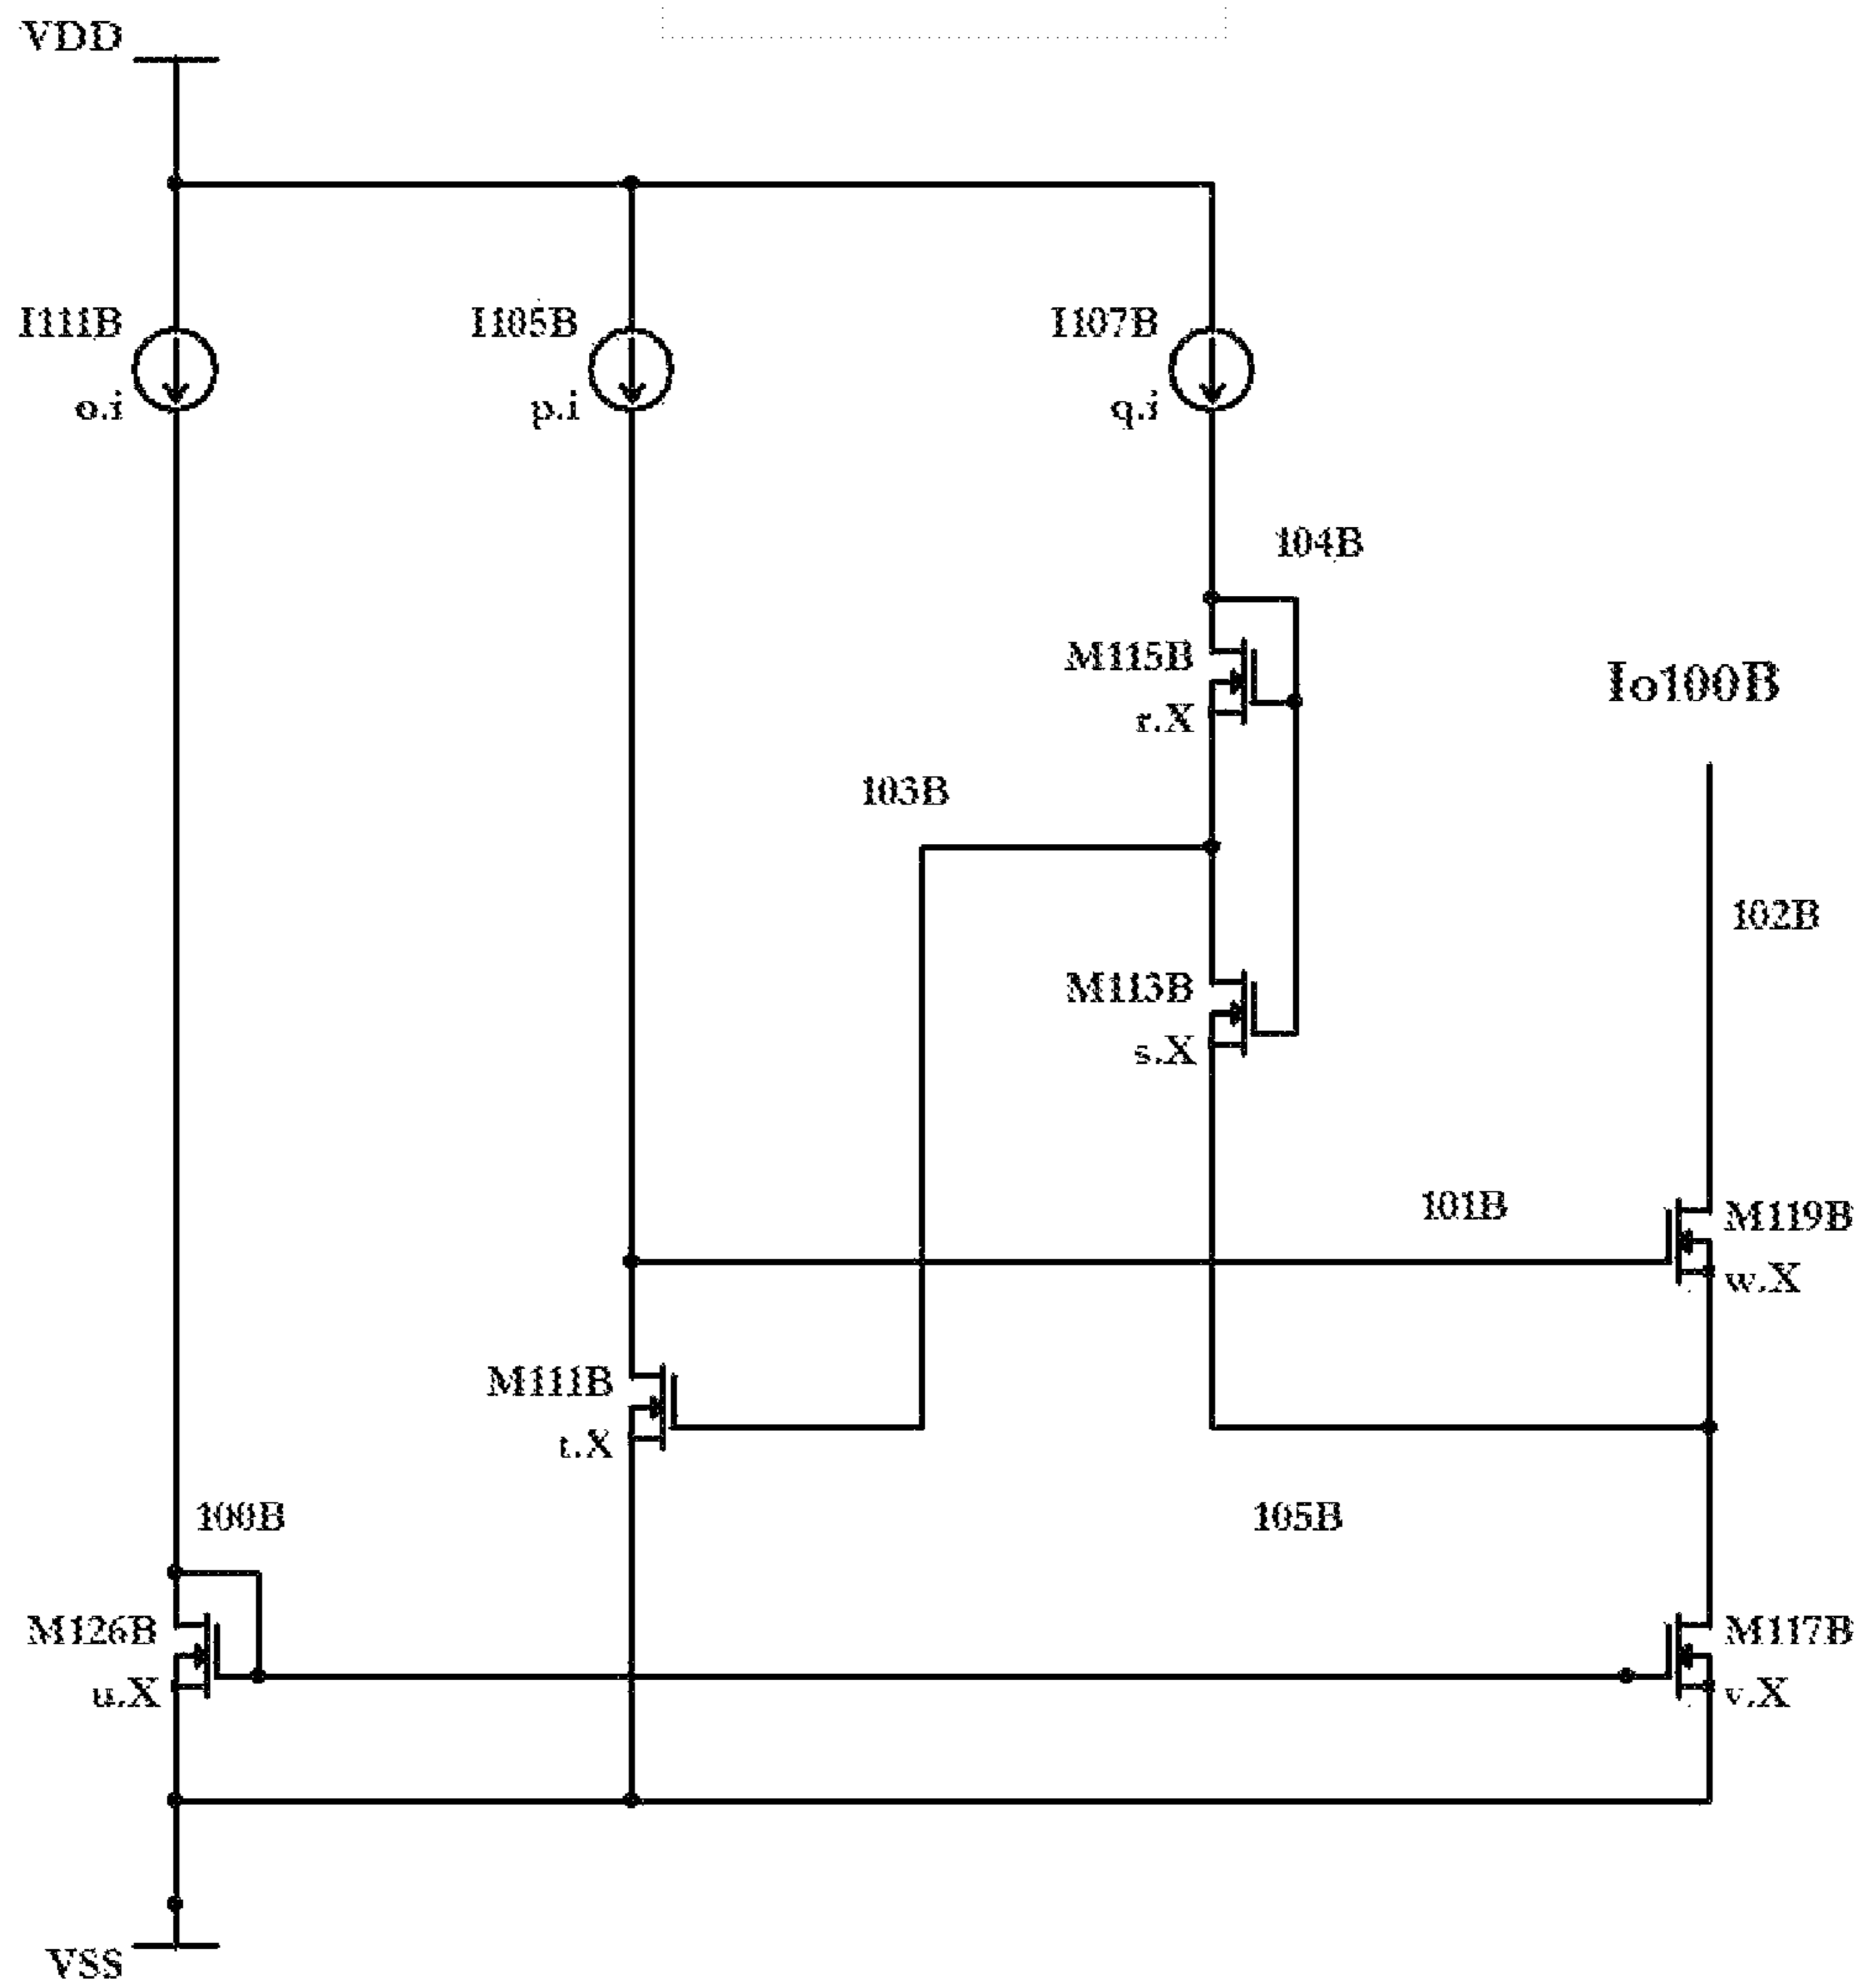 VDD
I111B
o.i
I105B
p.i
I107B
q.i
104B
M115B
r.X
Io100B
103B
102B
M113B
s.X
101B
M119B
w.X
M111B
t.X
100B
105B
M126B
u.X
M117B
v.X
VSS